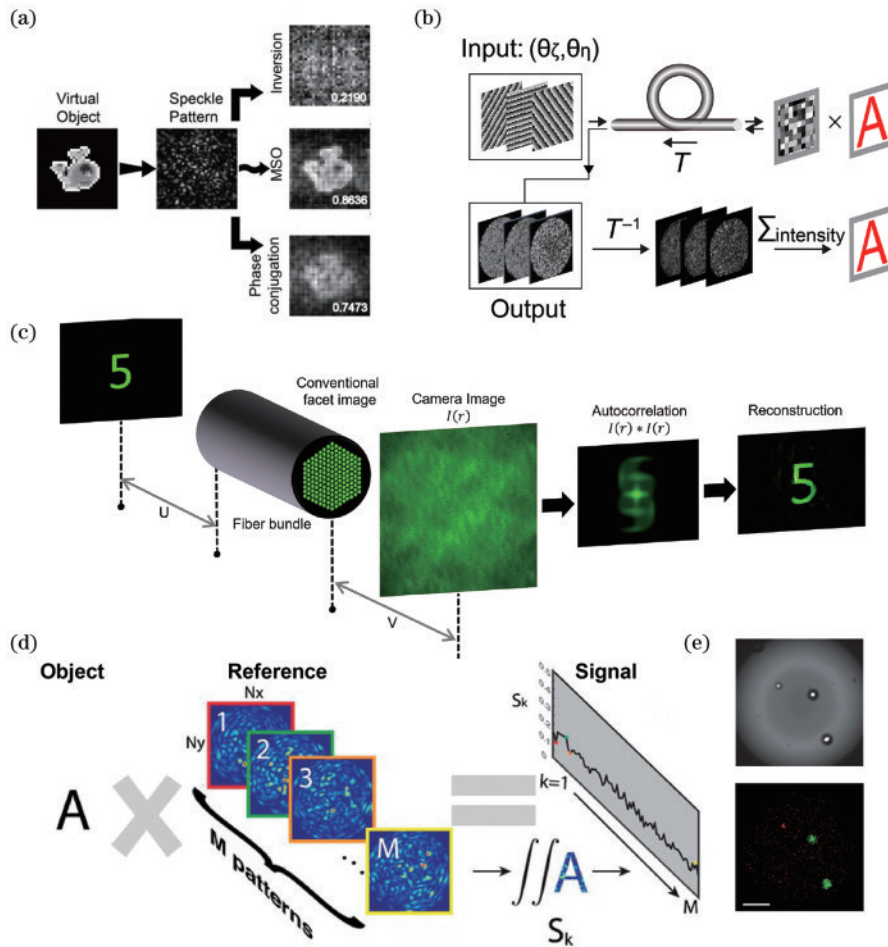 (a)
Virtual
Object
Speckle
Pattern
Inversion
0.2190
MSO
0.8636
Phase
conjugation
0.7473
(b)
Input: (θζ,θη)
T
×
A
T⁻¹
Σintensity
A
Output
(c)
5
U
Fiber bundle
Conventional
facet image
V
Camera Image
I(r)
Autocorrelation
I(r) * I(r)
Reconstruction
5
(d)
Object
A
Reference
Nx
Ny
1
2
3
...
M
M patterns
∬A
Sk
Signal
Sk
k=1
M
(e)